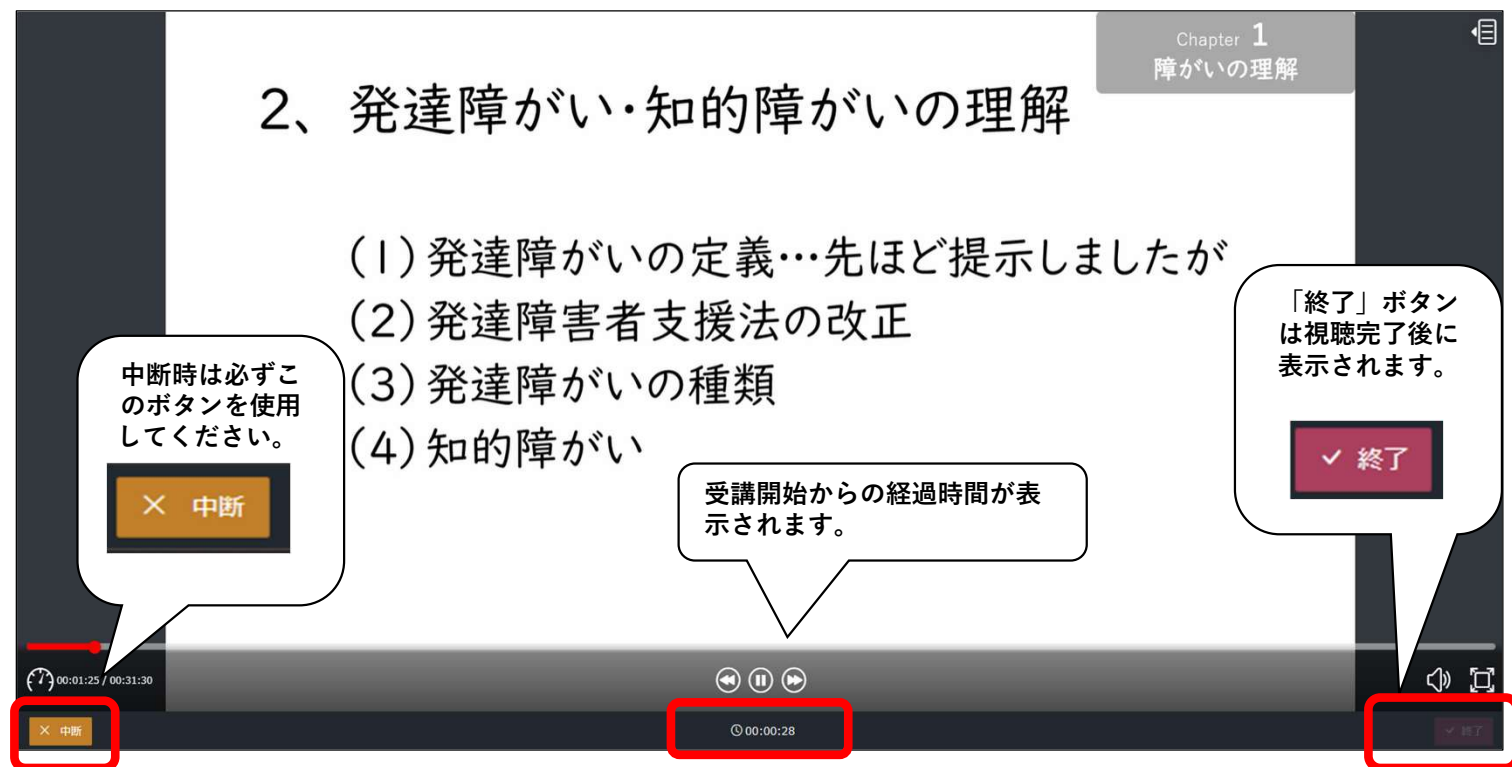 Chapter 1
障がいの理解
2、発達障がい・知的障がいの理解
(1)発達障がいの定義…先ほど提示しましたが
(2)発達障害者支援法の改正
(3)発達障がいの種類
(4)知的障がい
中断時は必ずこ
のボタンを使用
してください。
× 中断
受講開始からの経過時間が表
示されます。
「終了」ボタン
は視聴完了後に
表示されます。
✓ 終了
00:01:25 / 00:31:30
× 中断
00:00:28
✓ 終了